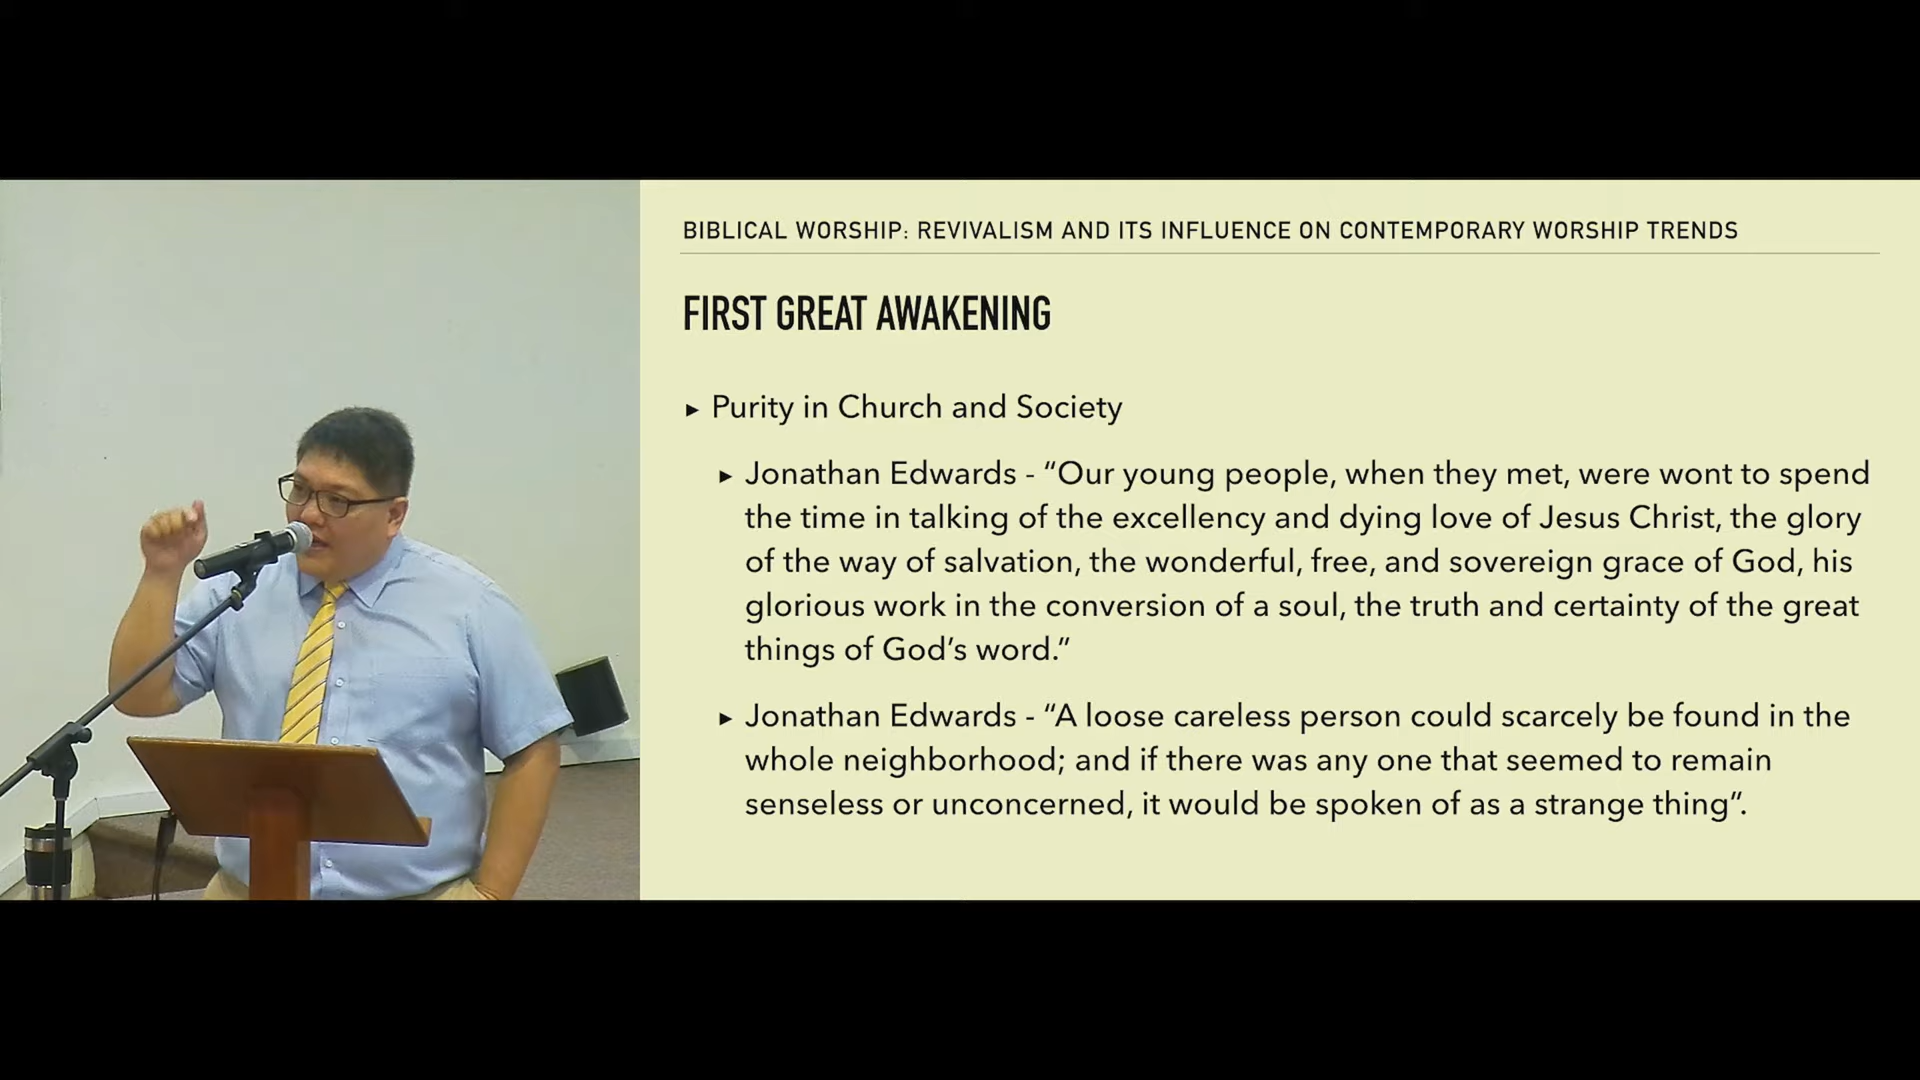 BIBLICAL WORSHIP: REVIVALISM AND ITS INFLUENCE ON CONTEMPORARY WORSHIP TRENDS
FIRST GREAT AWAKENING
▸ Purity in Church and Society
▸ Jonathan Edwards - “Our young people, when they met, were wont to spend
the time in talking of the excellency and dying love of Jesus Christ, the glory
of the way of salvation, the wonderful, free, and sovereign grace of God, his
glorious work in the conversion of a soul, the truth and certainty of the great
things of God’s word.”
▸ Jonathan Edwards - “A loose careless person could scarcely be found in the
whole neighborhood; and if there was any one that seemed to remain
senseless or unconcerned, it would be spoken of as a strange thing”.